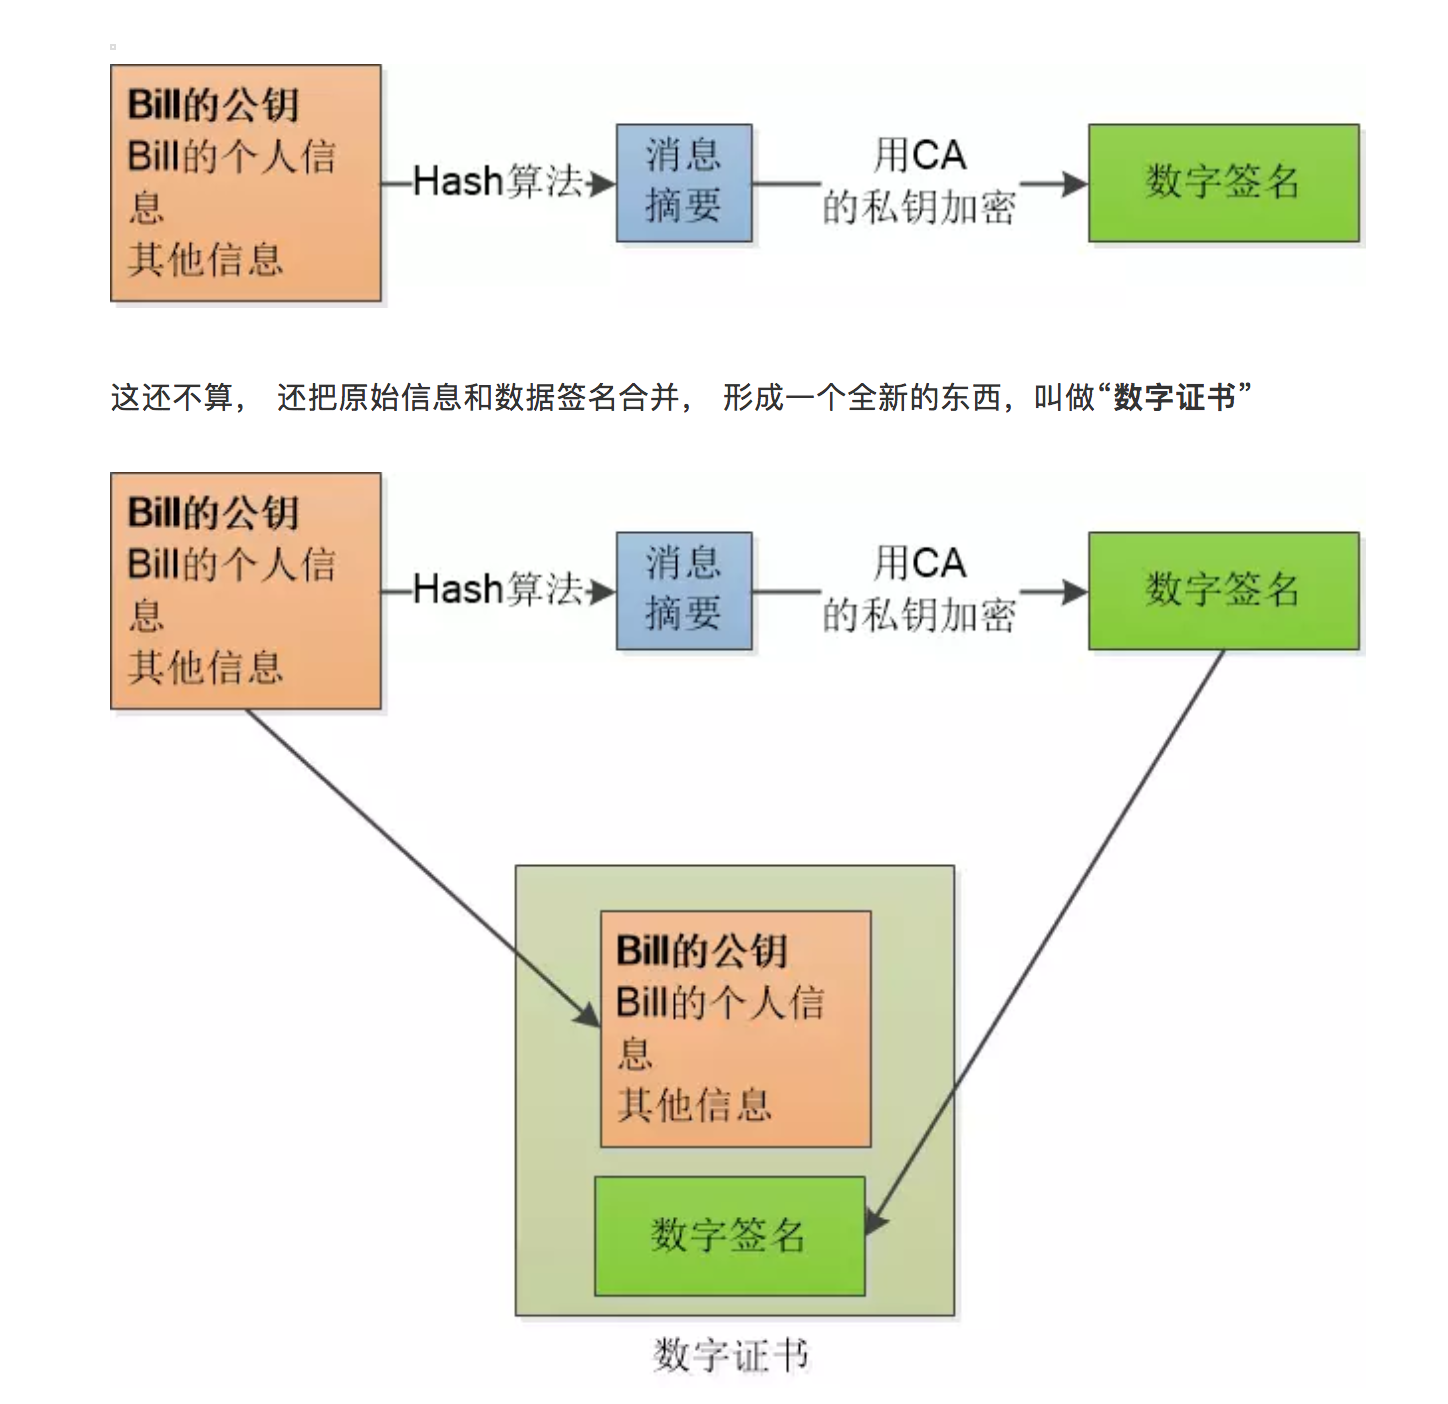 Bill的公钥
Bill的个人信
息
其他信息
Hash算法
消息
摘要
用CA
的私钥加密
数字签名
这还不算， 还把原始信息和数据签名合并， 形成一个全新的东西，叫做“数字证书”
Bill的公钥
Bill的个人信
息
其他信息
Hash算法
消息
摘要
用CA
的私钥加密
数字签名
Bill的公钥
Bill的个人信
息
其他信息
数字签名
数字证书